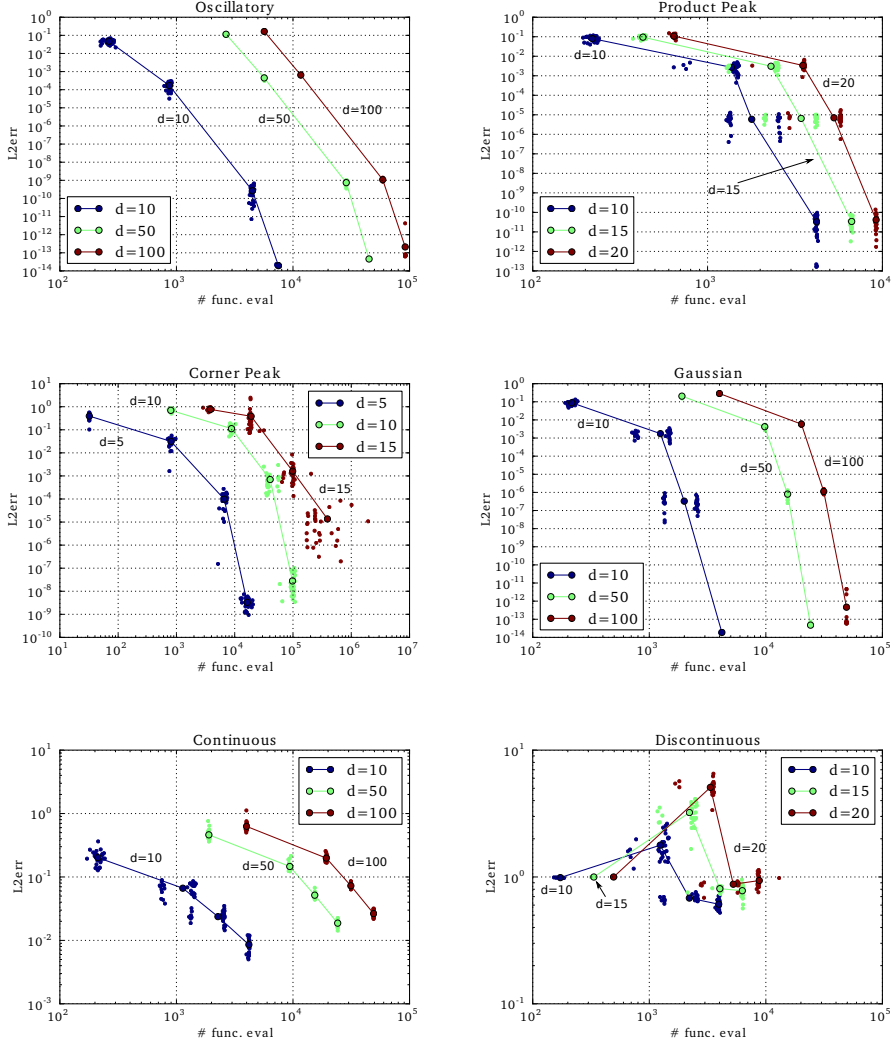 Oscillatory
10^0
10^-1
10^-2
10^-3
10^-4
10^-5
10^-6
10^-7
10^-8
10^-9
10^-10
10^-11
10^-12
10^-13
10^-14
L2err
d=10
d=50
d=100
d=10
d=50
d=100
10^2
10^3
10^4
10^5
# func. eval
Product Peak
10^0
10^-1
10^-2
10^-3
10^-4
10^-5
10^-6
10^-7
10^-8
10^-9
10^-10
10^-11
10^-12
10^-13
L2err
d=10
d=20
d=15
d=10
d=15
d=20
10^2
10^3
10^4
# func. eval
Corner Peak
10^1
10^0
10^-1
10^-2
10^-3
10^-4
10^-5
10^-6
10^-7
10^-8
10^-9
10^-10
L2err
d=10
d=5
d=15
d=5
d=10
d=15
10^1
10^2
10^3
10^4
10^5
10^6
10^7
# func. eval
Gaussian
10^0
10^-1
10^-2
10^-3
10^-4
10^-5
10^-6
10^-7
10^-8
10^-9
10^-10
10^-11
10^-12
10^-13
10^-14
L2err
d=10
d=50
d=100
d=10
d=50
d=100
10^2
10^3
10^4
10^5
# func. eval
Continuous
10^1
10^0
10^-1
10^-2
10^-3
L2err
d=10
d=50
d=100
d=10
d=50
d=100
10^2
10^3
10^4
10^5
# func. eval
Discontinuous
10^1
10^0
10^-1
L2err
d=10
d=15
d=20
d=20
d=10
d=15
10^2
10^3
10^4
10^5
# func. eval